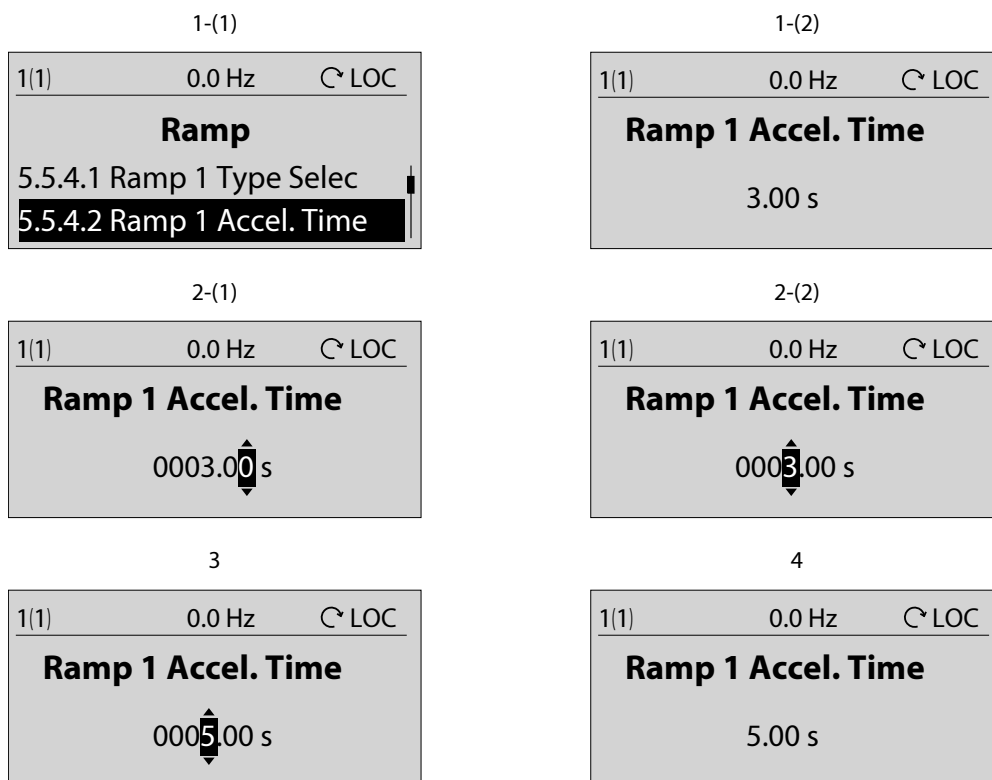 1-(1)
1(1) 0.0 Hz LOC
Ramp
5.5.4.1 Ramp 1 Type Selec
5.5.4.2 Ramp 1 Accel. Time
1-(2)
1(1) 0.0 Hz LOC
Ramp 1 Accel. Time
3.00 s
2-(1)
1(1) 0.0 Hz LOC
Ramp 1 Accel. Time
0003.00 s
2-(2)
1(1) 0.0 Hz LOC
Ramp 1 Accel. Time
0003.00 s
3
1(1) 0.0 Hz LOC
Ramp 1 Accel. Time
0005.00 s
4
1(1) 0.0 Hz LOC
Ramp 1 Accel. Time
5.00 s